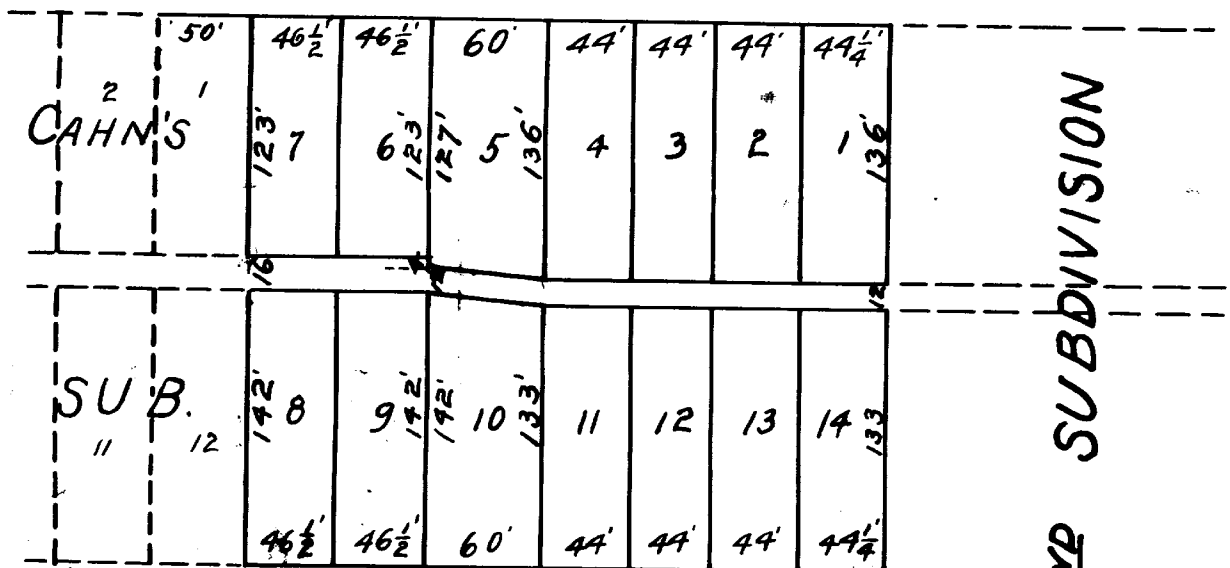 50' 46½' 46½' 60' 44' 44' 44' 44¼'
2 1
CAHN'S
123' 7 6 123' 127' 5 136' 4 3 2 1 136'
16 12
SUB.
11 12
142' 8 9 142' 142' 10 133' 11 12 13 14 133
46½' 46½' 60' 44' 44' 44' 44¼'
SUBDIVISION